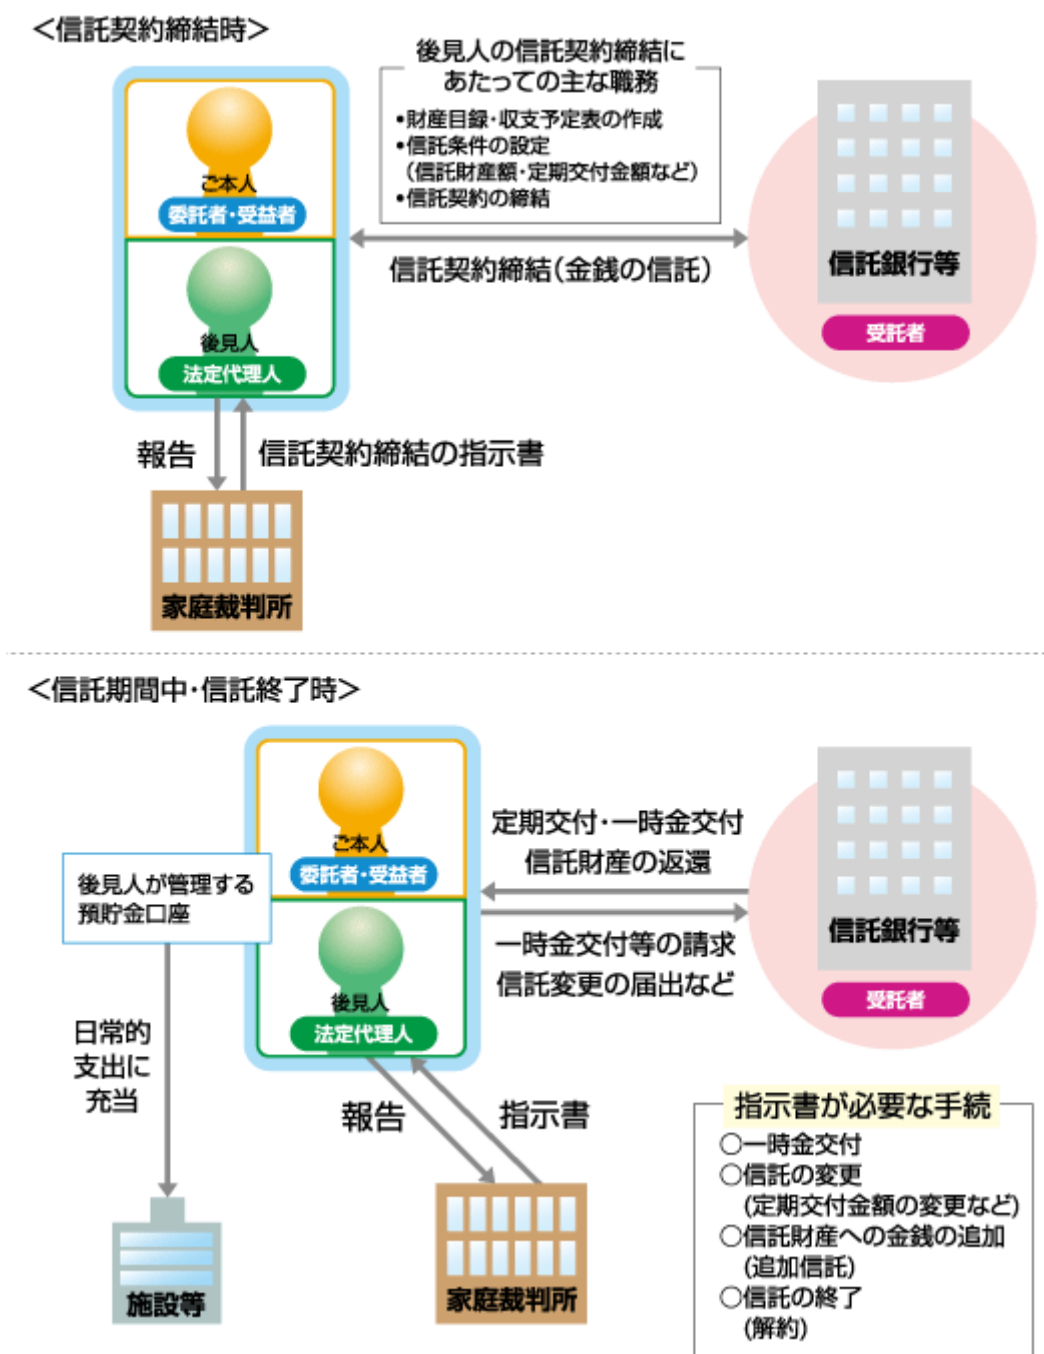 ＜信託契約締結時＞
後見人の信託契約締結に
あたっての主な職務
•財産目録・収支予定表の作成
•信託条件の設定
(信託財産額・定期交付金額など)
•信託契約の締結
ご本人
委託者・受益者
後見人
法定代理人
信託契約締結(金銭の信託)
信託銀行等
受託者
報告
信託契約締結の指示書
家庭裁判所
＜信託期間中・信託終了時＞
ご本人
委託者・受益者
後見人
法定代理人
後見人が管理する
預貯金口座
定期交付・一時金交付
信託財産の返還
一時金交付等の請求
信託変更の届出など
信託銀行等
受託者
日常的
支出に
充当
報告
指示書
施設等
家庭裁判所
指示書が必要な手続
○一時金交付
○信託の変更
(定期交付金額の変更など)
○信託財産への金銭の追加
(追加信託)
○信託の終了
(解約)